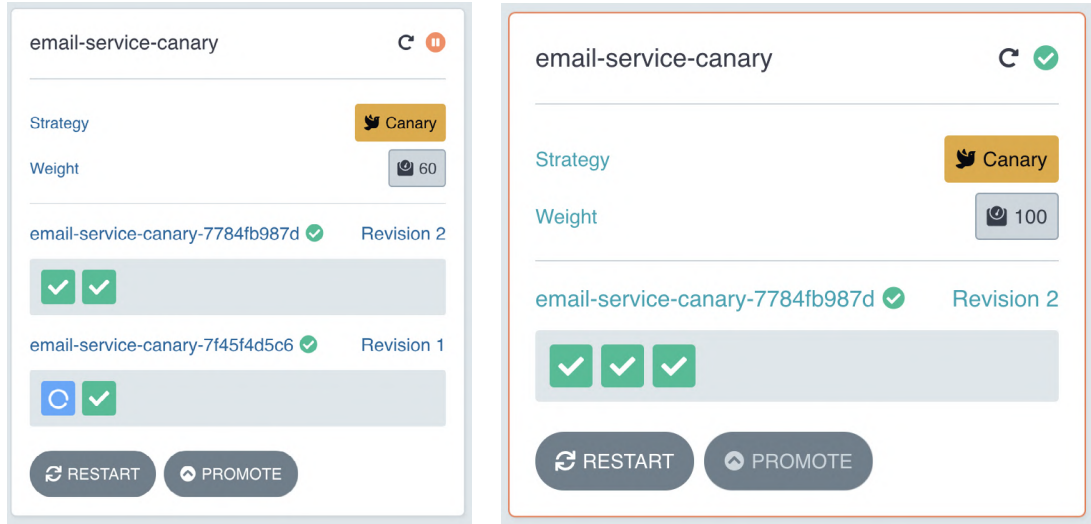 email-service-canary
Strategy
Canary
Weight
60
email-service-canary-7784fb987d
Revision 2
email-service-canary-7f45f4d5c6
Revision 1
RESTART
PROMOTE
email-service-canary
Strategy
Canary
Weight
100
email-service-canary-7784fb987d
Revision 2
RESTART
PROMOTE